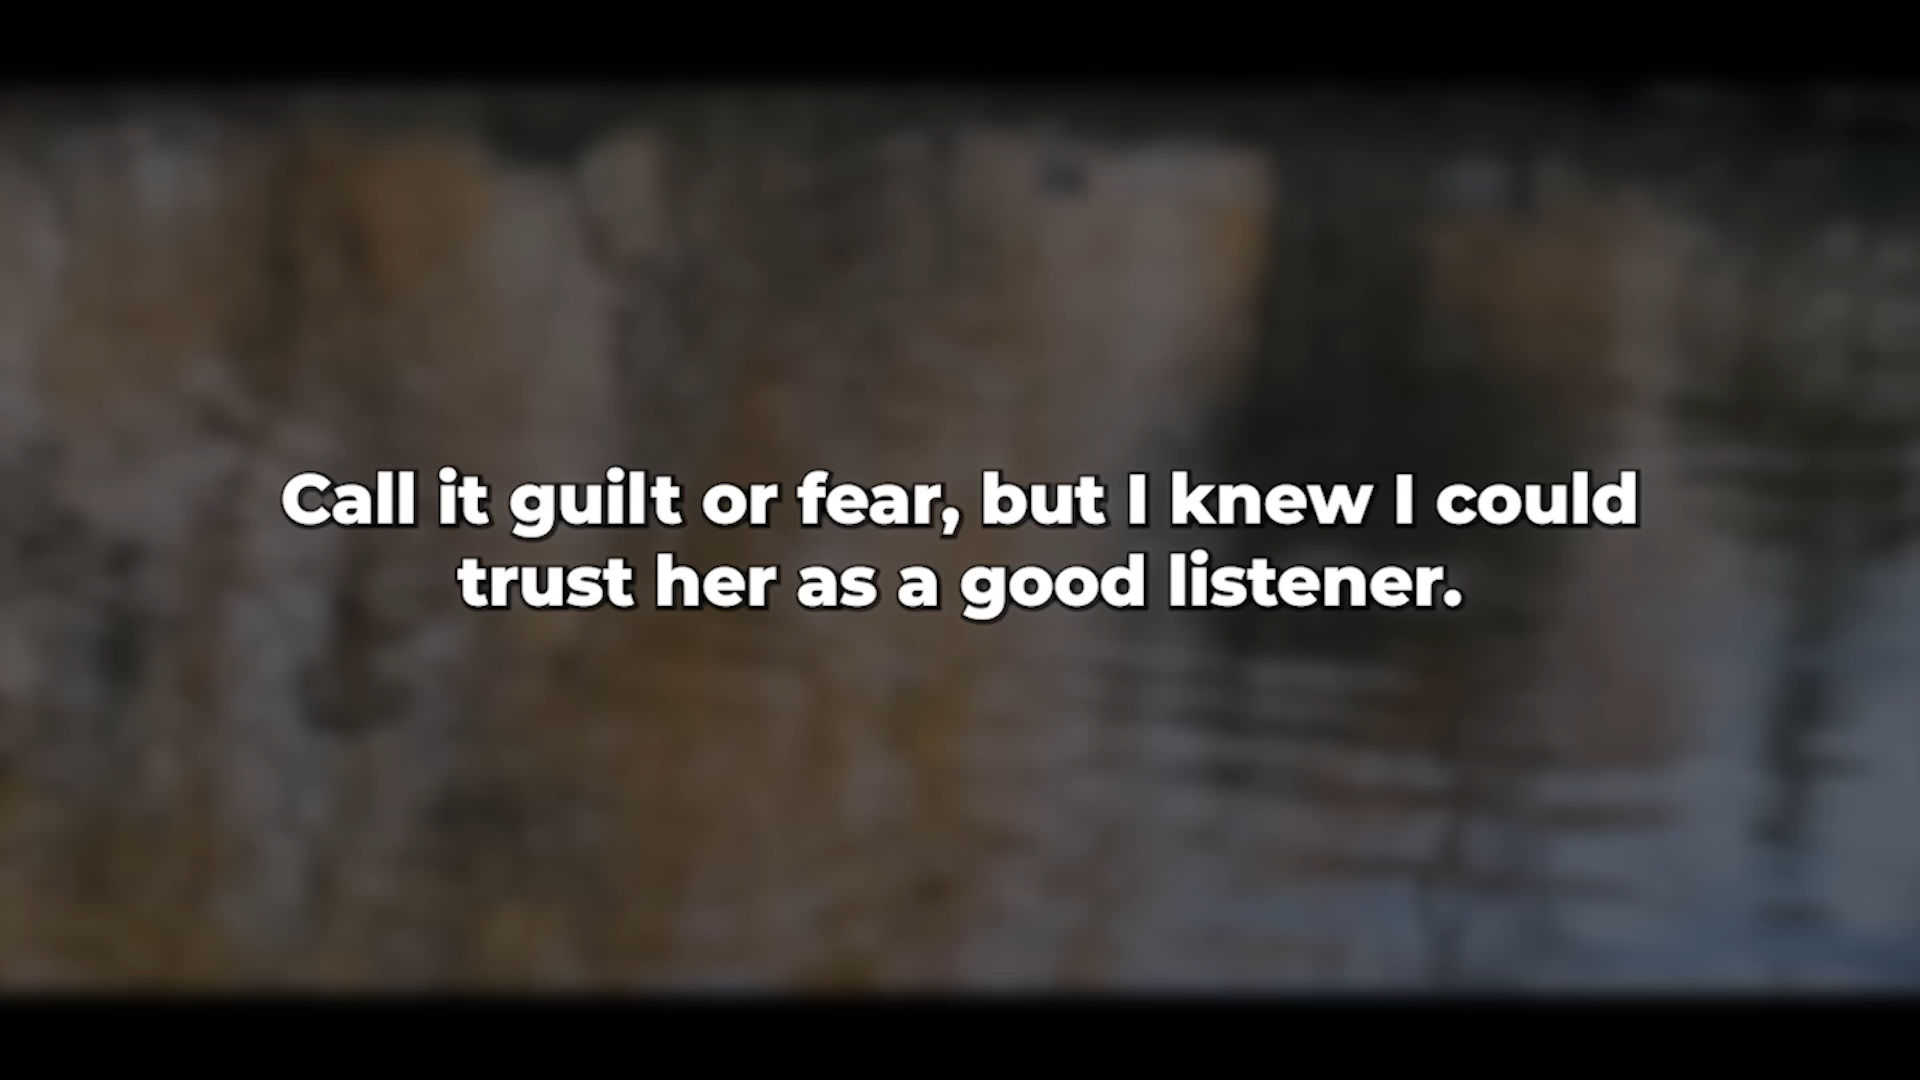 Call it guilt or fear, but I knew I could
trust her as a good listener.